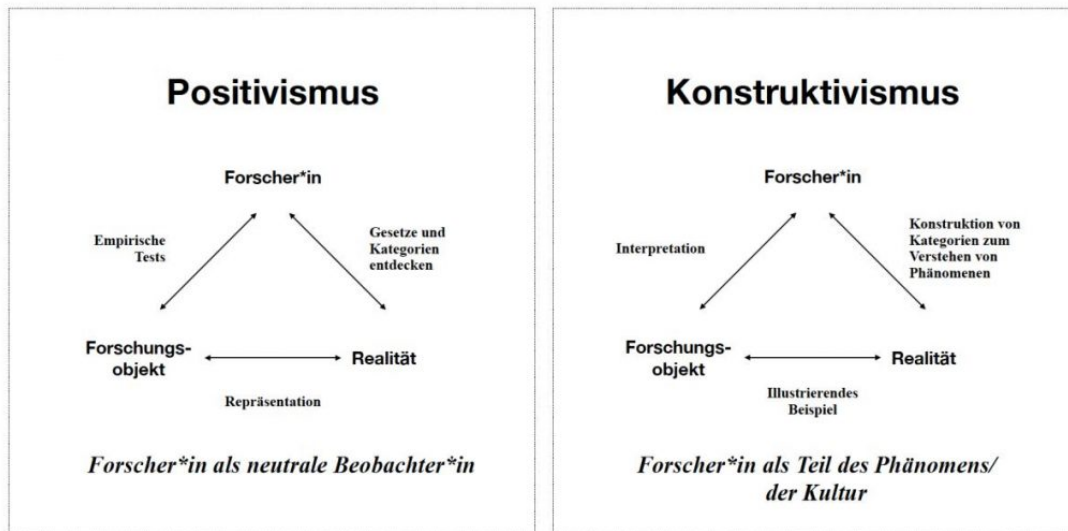 Positivismus
Forscher*in
Empirische
Tests
Gesetze und
Kategorien
entdecken
Forschungs-
objekt
Realität
Repräsentation
Forscher*in als neutrale Beobachter*in
Konstruktivismus
Forscher*in
Interpretation
Konstruktion von
Kategorien zum
Verstehen von
Phänomenen
Forschungs-
objekt
Realität
Illustrierendes
Beispiel
Forscher*in als Teil des Phänomens/
der Kultur